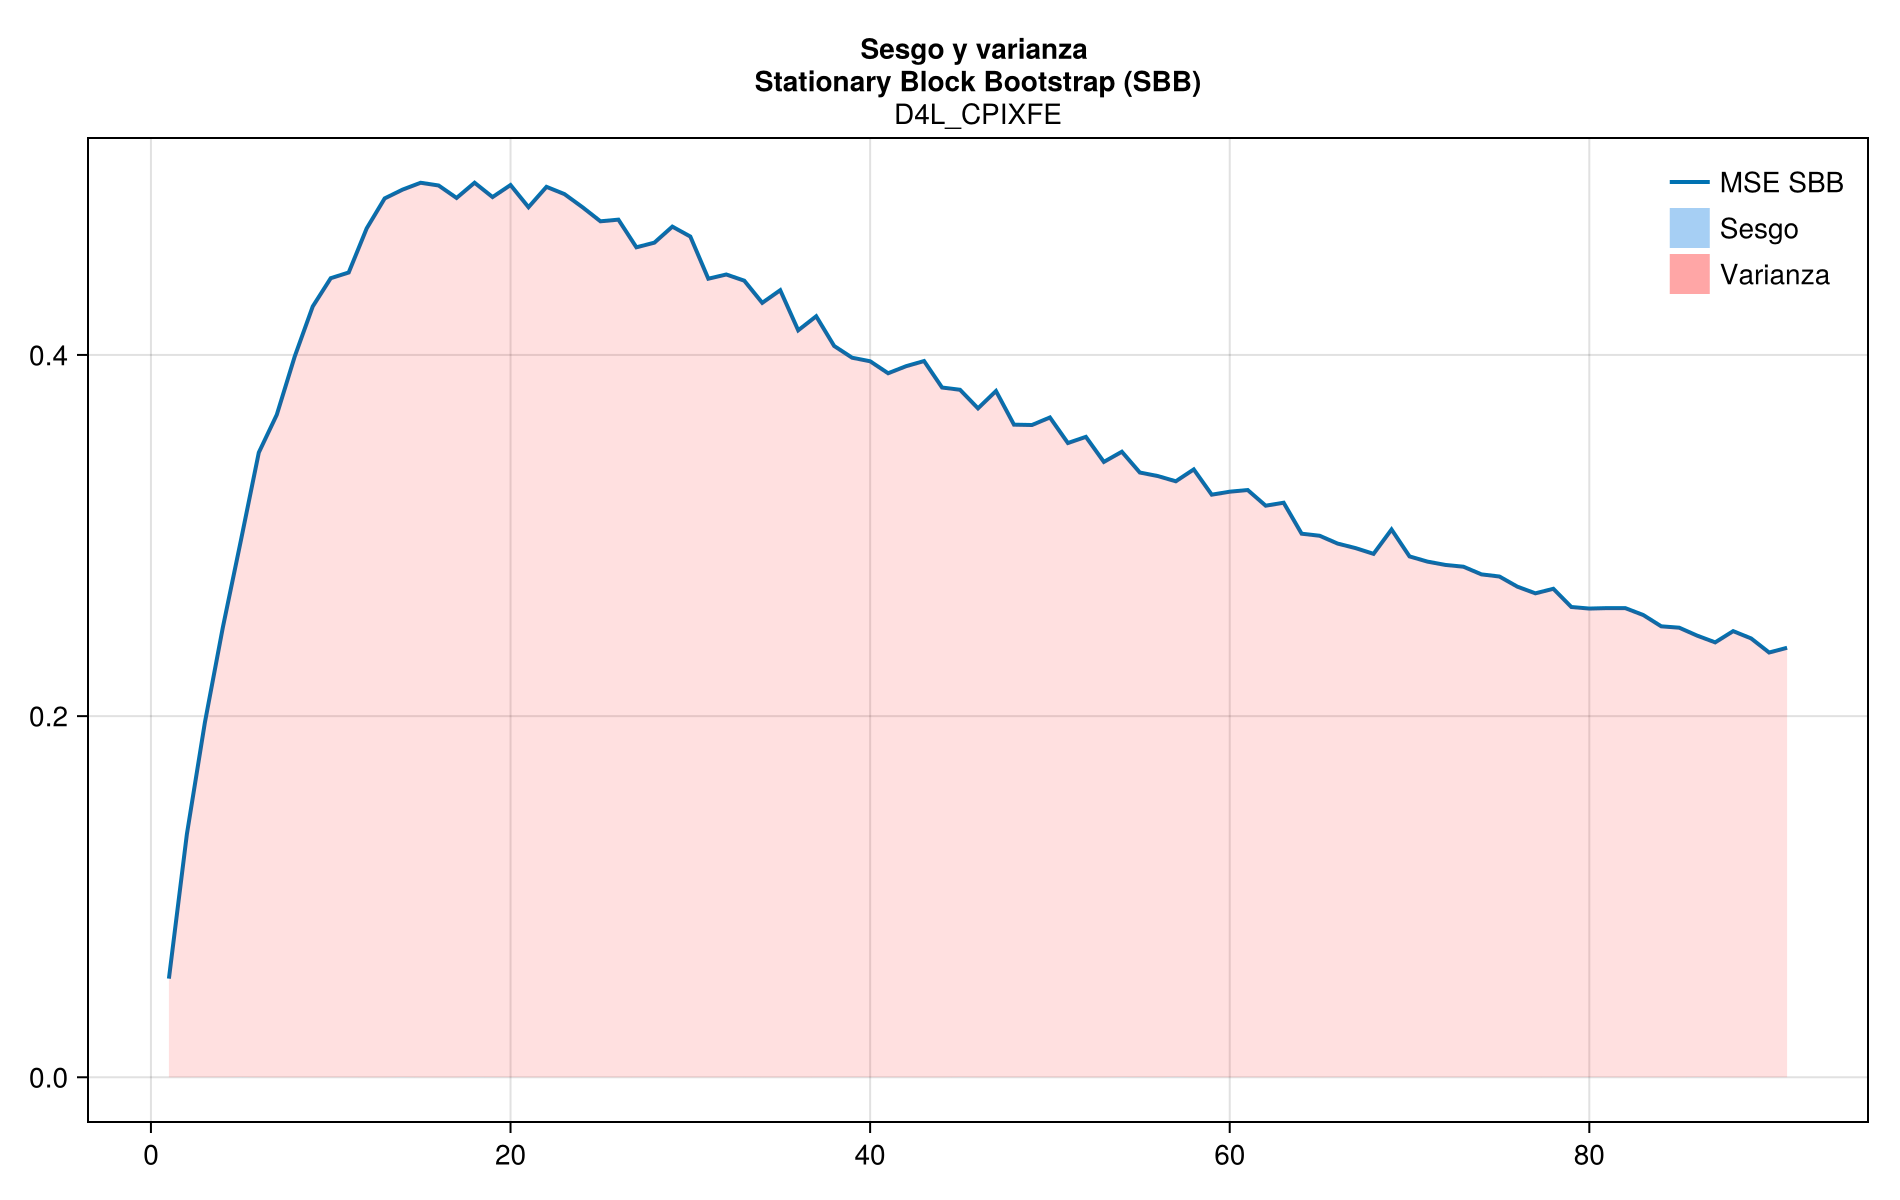 Sesgo y varianza
Stationary Block Bootstrap (SBB)
D4L_CPIXFE
MSE SBB
Sesgo
Varianza
0.4
0.2
0.0
0 20 40 60 80